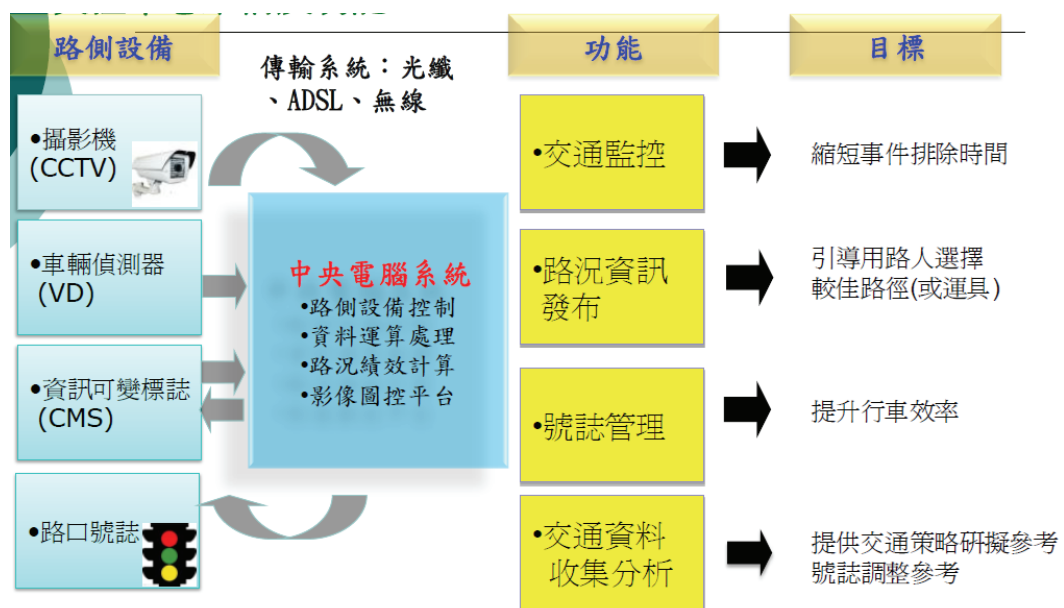 路側設備
傳輸系統：光纖
、ADSL、無線
功能
目標
•攝影機
(CCTV)
•車輛偵測器
(VD)
•資訊可變標誌
(CMS)
•路口號誌
中央電腦系統
•路側設備控制
•資料運算處理
•路況績效計算
•影像圖控平台
•交通監控
縮短事件排除時間
•路況資訊
發布
引導用路人選擇
較佳路徑(或運具)
•號誌管理
提升行車效率
•交通資料
收集分析
提供交通策略研擬參考
號誌調整參考